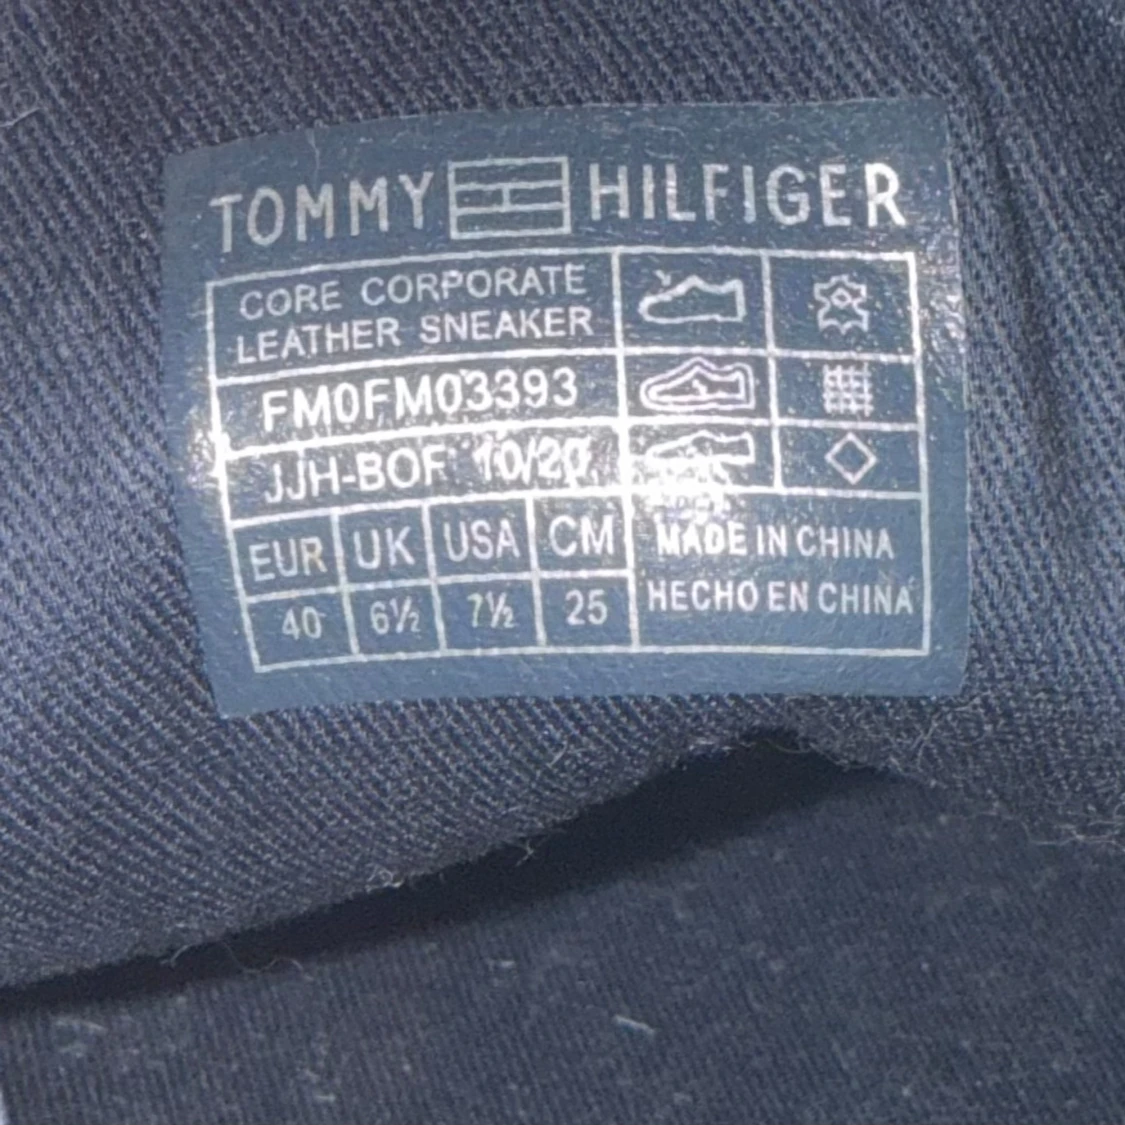 TOMMY HILFIGER
CORE CORPORATE
LEATHER SNEAKER
FM0FM03393
JJH-BOF 10/20
EUR UK USA CM
40 6½ 7½ 25
MADE IN CHINA
HECHO EN CHINA